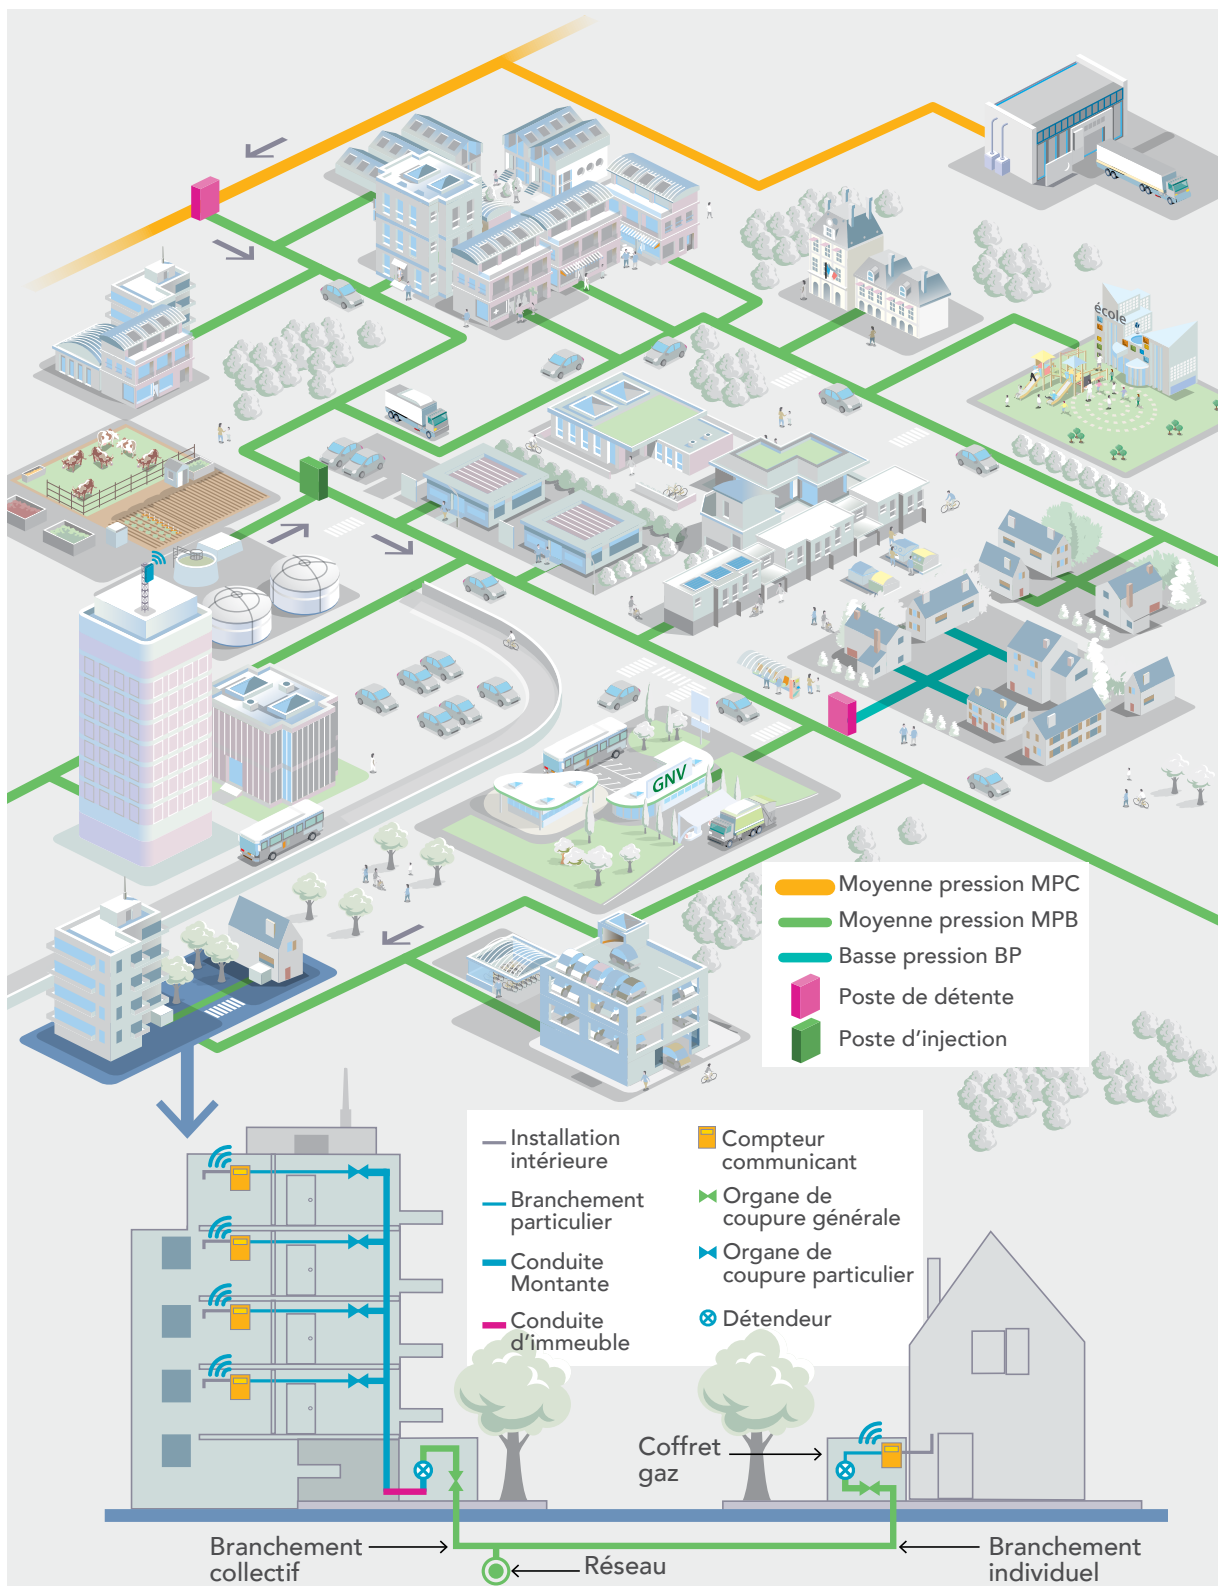 école
GNV
Moyenne pression MPC
Moyenne pression MPB
Basse pression BP
Poste de détente
Poste d'injection
Installation
intérieure
Branchement
particulier
Conduite
Montante
Conduite
d'immeuble
Compteur
communicant
Organe de
coupure générale
Organe de
coupure particulier
Détendeur
Coffret
gaz
Branchement
collectif
Réseau
Branchement
individuel